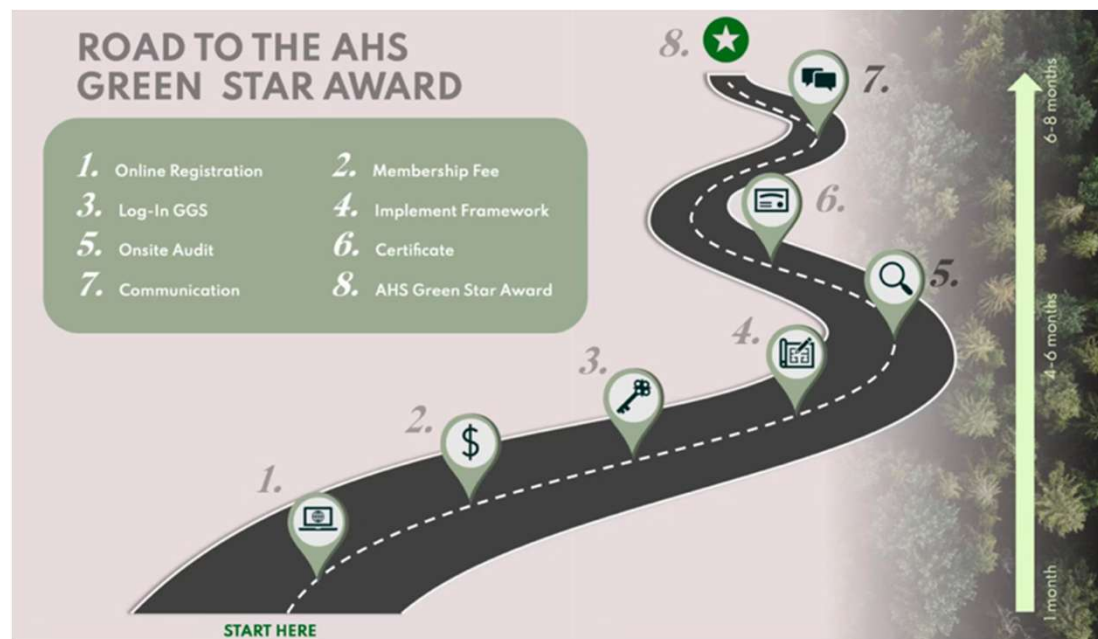 ROAD TO THE AHS
GREEN STAR AWARD
1. Online Registration
2. Membership Fee
3. Log-In GGS
4. Implement Framework
5. Onsite Audit
6. Certificate
7. Communication
8. AHS Green Star Award
8.
7.
6.
5.
4.
3.
2.
$
1.
START HERE
6-8 months
4-6 months
1 month